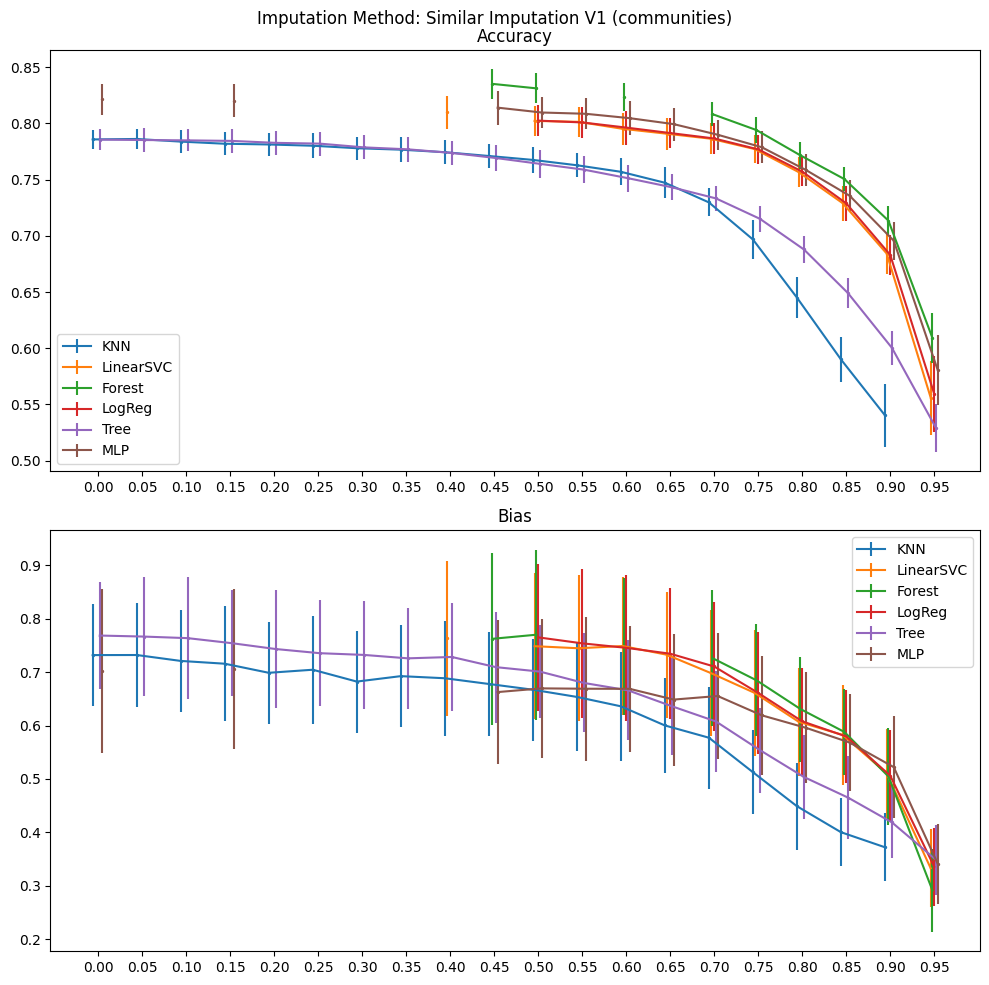 Imputation Method: Similar Imputation V1 (communities)
Accuracy
0.85
0.80
0.75
0.70
0.65
0.60
0.55
0.50
KNN
LinearSVC
Forest
LogReg
Tree
MLP
0.00 0.05 0.10 0.15 0.20 0.25 0.30 0.35 0.40 0.45 0.50 0.55 0.60 0.65 0.70 0.75 0.80 0.85 0.90 0.95
Bias
0.9
0.8
0.7
0.6
0.5
0.4
0.3
0.2
KNN
LinearSVC
Forest
LogReg
Tree
MLP
0.00 0.05 0.10 0.15 0.20 0.25 0.30 0.35 0.40 0.45 0.50 0.55 0.60 0.65 0.70 0.75 0.80 0.85 0.90 0.95